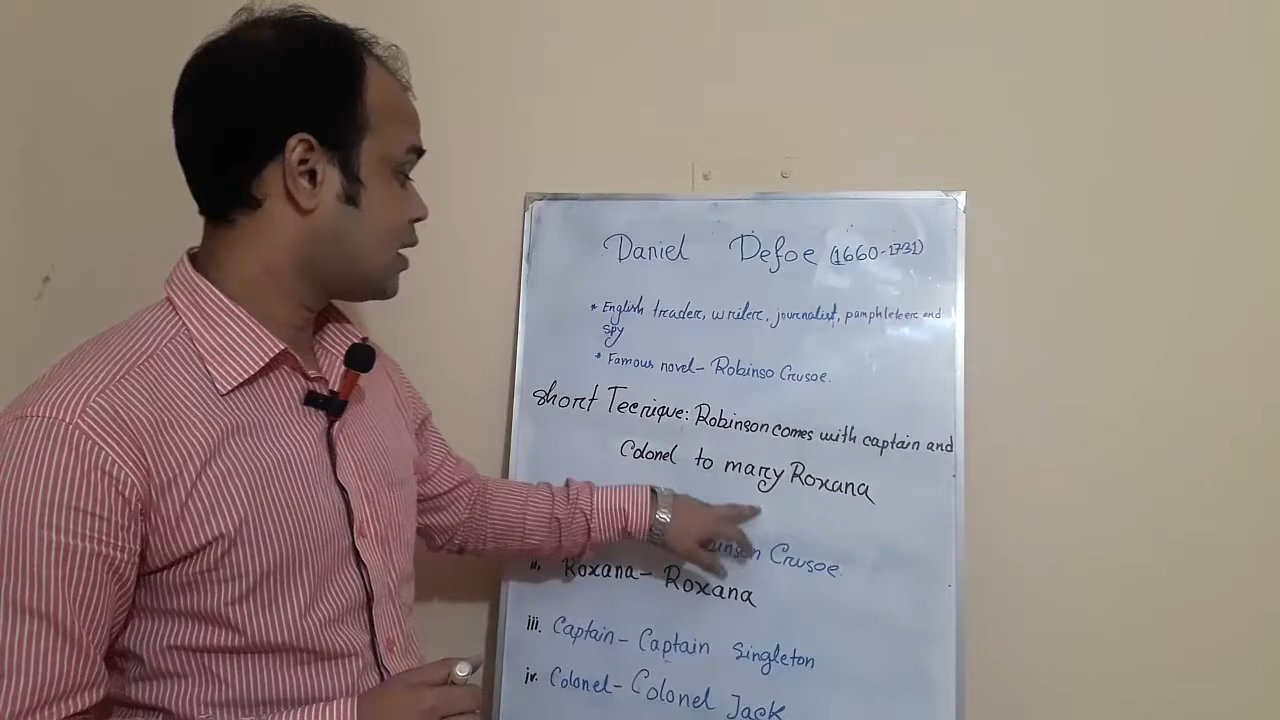 Daniel Defoe (1660-1731)
* English trader, writer, journalist, pamphleteer and
spy
* Famous novel- Robinso Crusoe.
Short Tecnique: Robinson comes with captain and
Colonel to marry Roxana
Crusoe.
ii. Roxana- Roxana
iii. Captain- Captain Singleton
iv. Colonel- Colonel Jack